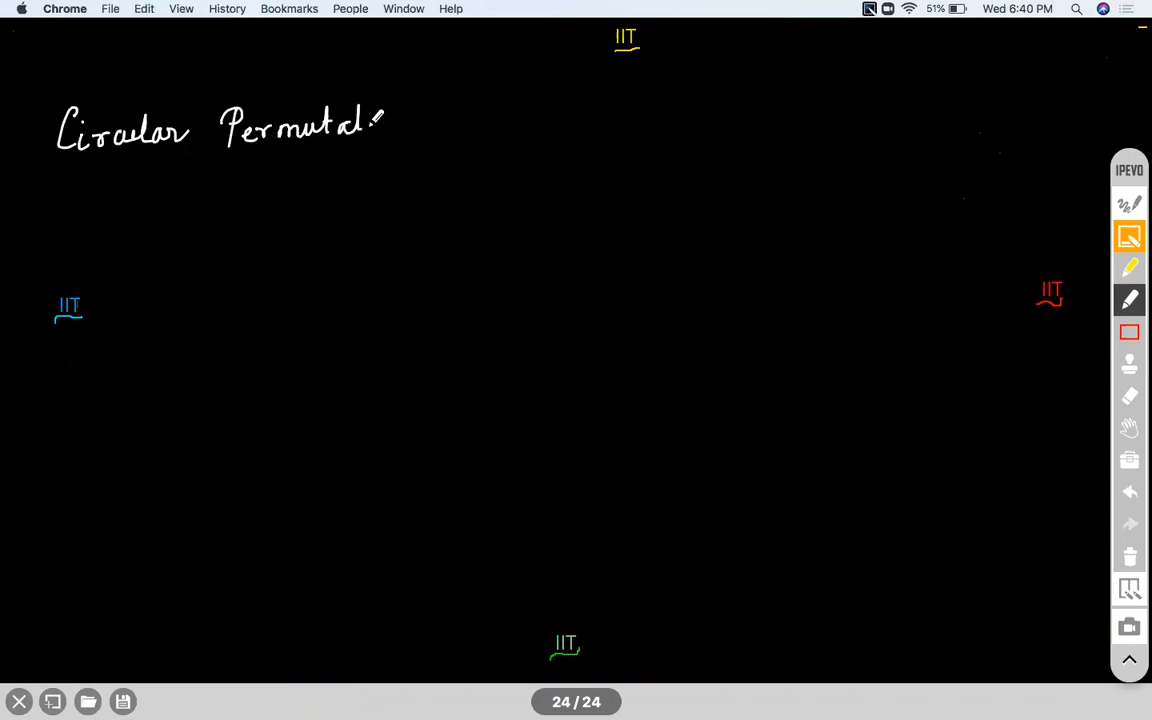 Chrome File Edit View History Bookmarks People Window Help 51% Wed 6:40 PM
IIT
Circular Permutat
IPEVO
IIT
IIT
IIT
24 / 24